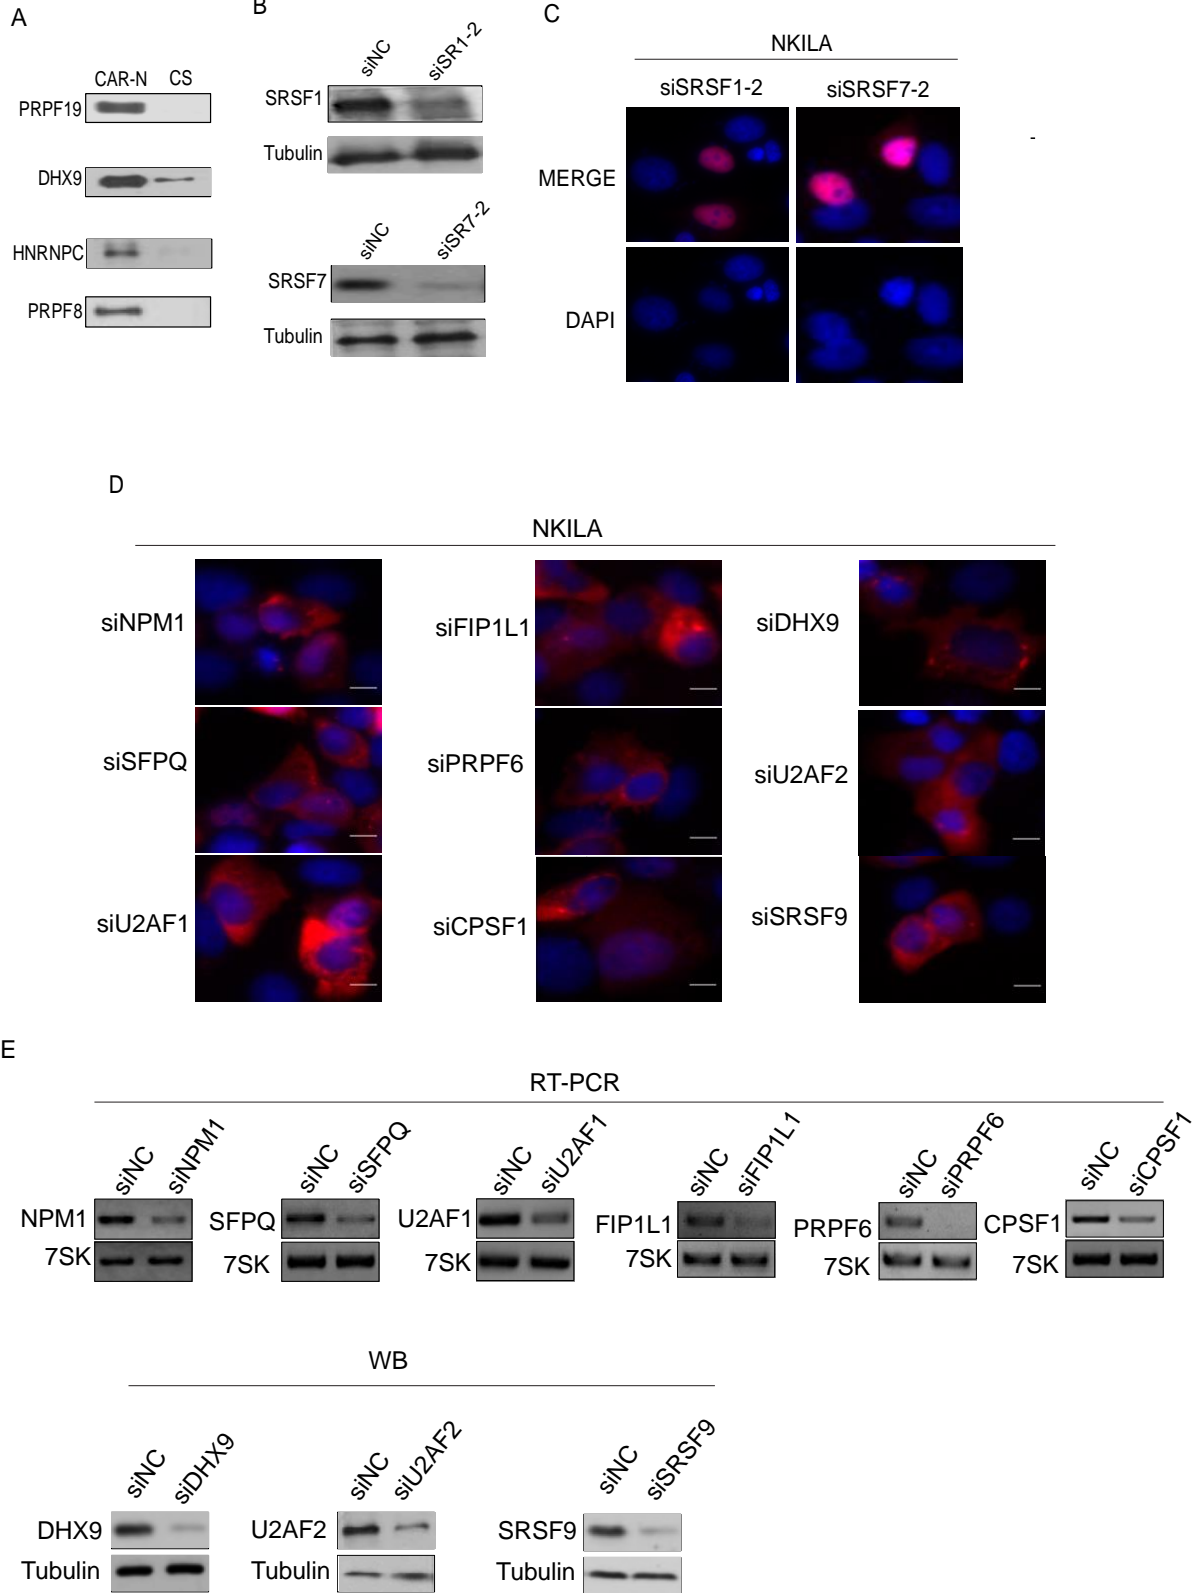 A
CAR-N CS
PRPF19
DHX9
HNRNPC
PRPF8
B
siNC siSR1-2
SRSF1
Tubulin
siNC siSR7-2
SRSF7
Tubulin
C
NKILA
siSRSF1-2 siSRSF7-2
MERGE
DAPI
-
D
NKILA
siNPM1 siFIP1L1 siDHX9
siSFPQ siPRPF6 siU2AF2
siU2AF1 siCPSF1 siSRSF9
E
RT-PCR
siNC siNPM1 siNC siSFPQ siNC siU2AF1 siNC siFIP1L1 siNC siPRPF6 siNC siCPSF1
NPM1 SFPQ U2AF1 FIP1L1 PRPF6 CPSF1
7SK 7SK 7SK 7SK 7SK 7SK
WB
siNC siDHX9 siNC siU2AF2 siNC siSRSF9
DHX9 U2AF2 SRSF9
Tubulin Tubulin Tubulin